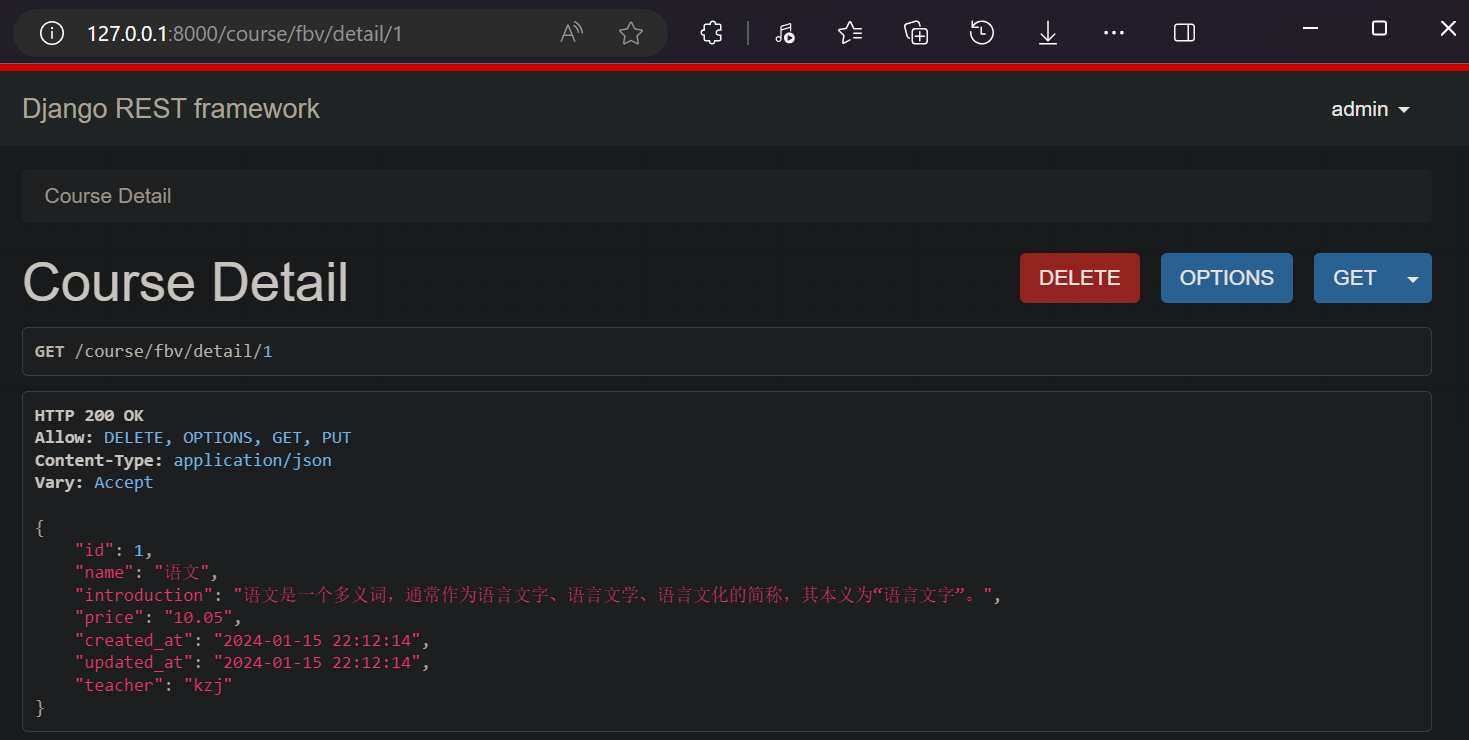 127.0.0.1:8000/course/fbv/detail/1
Django REST framework
admin
Course Detail
Course Detail
DELETE
OPTIONS
GET
GET /course/fbv/detail/1
HTTP 200 OK
Allow: DELETE, OPTIONS, GET, PUT
Content-Type: application/json
Vary: Accept
{
    "id": 1,
    "name": "语文",
    "introduction": "语文是一个多义词，通常作为语言文字、语言文学、语言文化的简称，其本义为“语言文字”。",
    "price": "10.05",
    "created_at": "2024-01-15 22:12:14",
    "updated_at": "2024-01-15 22:12:14",
    "teacher": "kzj"
}